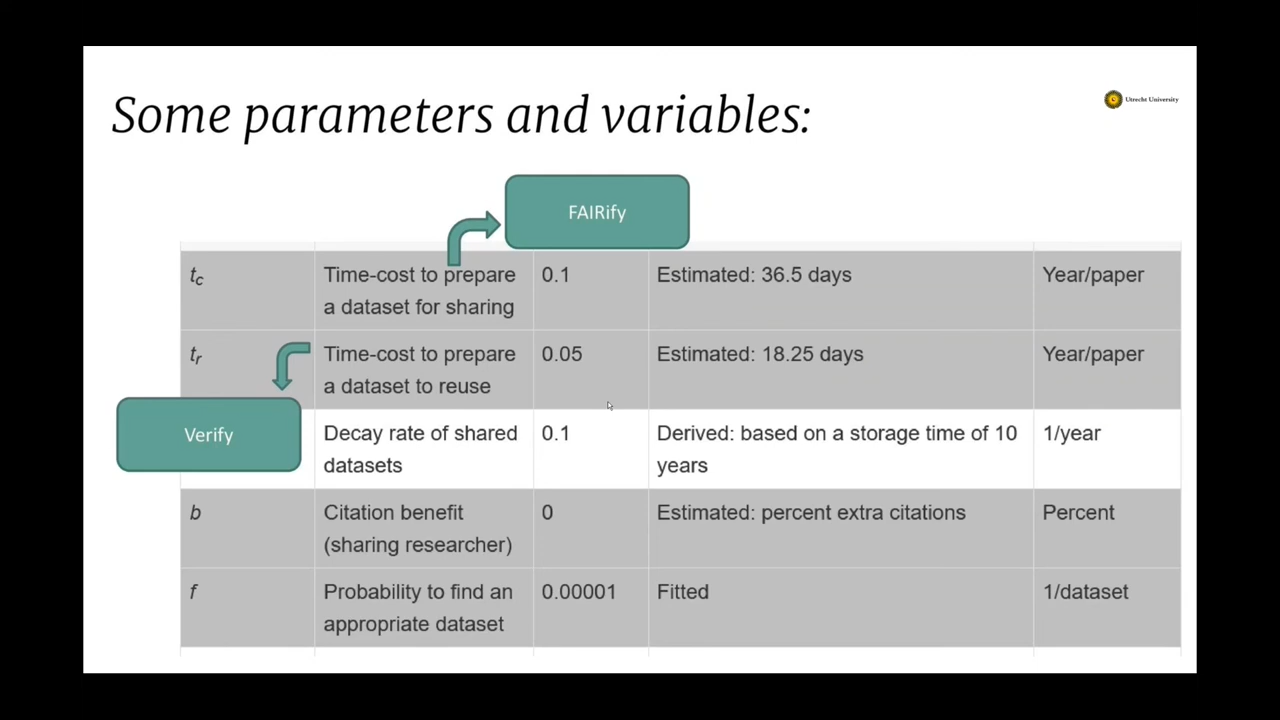 Some parameters and variables:
Utrecht University
FAIRify
tc Time-cost to prepare 0.1 Estimated: 36.5 days Year/paper
a dataset for sharing
tr Time-cost to prepare 0.05 Estimated: 18.25 days Year/paper
a dataset to reuse
Verify
Decay rate of shared 0.1 Derived: based on a storage time of 10 1/year
datasets years
b Citation benefit 0 Estimated: percent extra citations Percent
(sharing researcher)
f Probability to find an 0.00001 Fitted 1/dataset
appropriate dataset